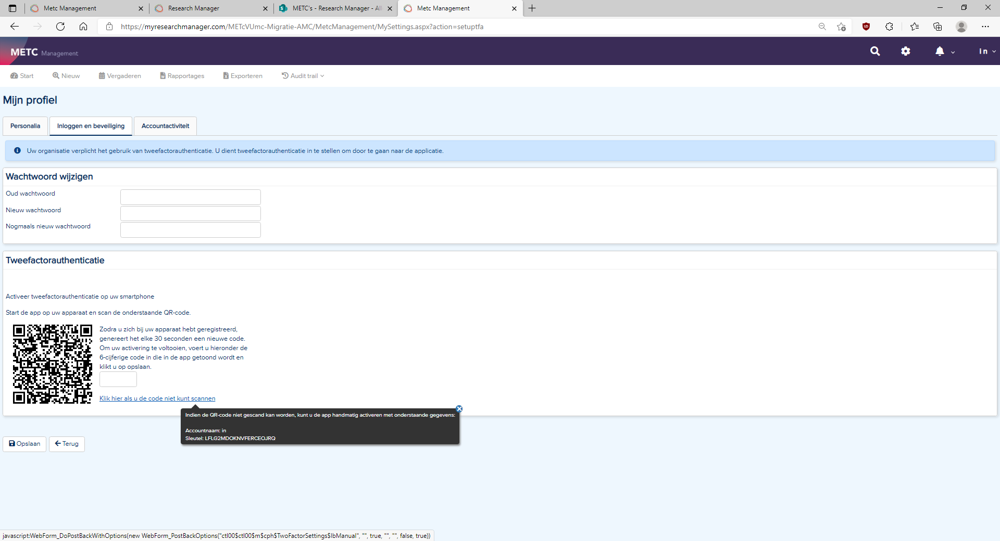 Metc Management
Research Manager
METC's - Research Manager - All
Metc Management
https://myresearchmanager.com/METcVUmc-Migratie-AMC/MetcManagement/MySettings.aspx?action=setuptfa
METC Management
in
Start
Nieuw
Vergaderen
Rapportages
Exporteren
Audit trail
Mijn profiel
Personalia
Inloggen en beveiliging
Accountactiviteit
Uw organisatie verplicht het gebruik van tweefactorauthenticatie. U dient tweefactorauthenticatie in te stellen om door te gaan naar de applicatie.
Wachtwoord wijzigen
Oud wachtwoord
Nieuw wachtwoord
Nogmaals nieuw wachtwoord
Tweefactorauthenticatie
Activeer tweefactorauthenticatie op uw smartphone
Start de app op uw apparaat en scan de onderstaande QR-code.
Zodra u zich bij uw apparaat hebt geregistreerd,
genereert het elke 30 seconden een nieuwe code.
Om uw activering te voltooien, voert u hieronder de
6-cijferige code in die in de app getoond wordt en
klikt u op opslaan.
Klik hier als u de code niet kunt scannen
Indien de QR-code niet gescand kan worden, kunt u de app handmatig activeren met onderstaande gegevens:
Accountnaam: in
Sleutel: LFLG2MDOKNVFERCEOJRQ
Opslaan
Terug
javascript:WebForm_DoPostBackWithOptions(new WebForm_PostBackOptions("ctl00$ctl00$m$cph$TwoFactorSettings$lbManual", "", true, "", "", false, true))